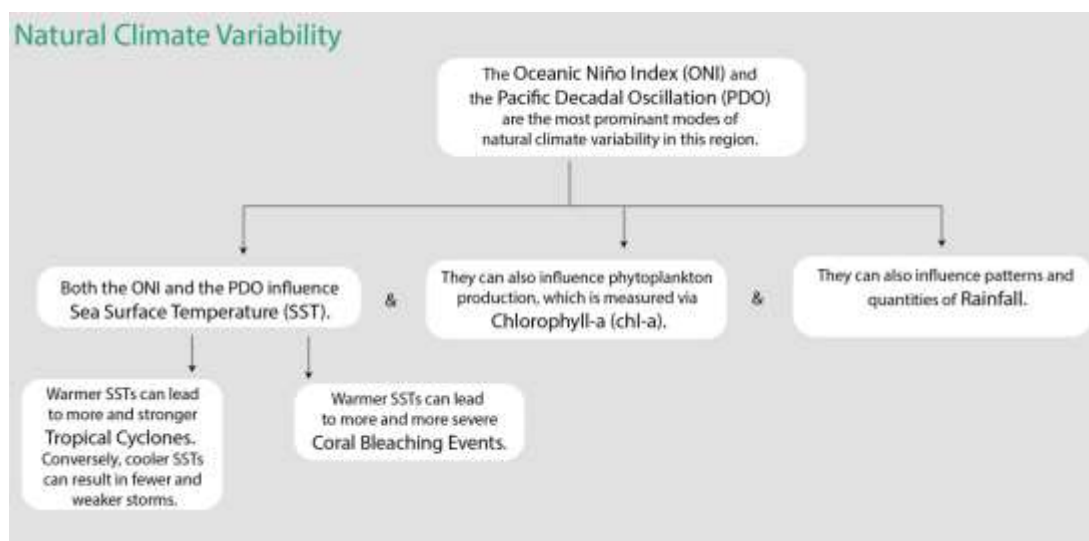 Natural Climate Variability
The Oceanic Niño Index (ONI) and
the Pacific Decadal Oscillation (PDO)
are the most prominant modes of
natural climate variability in this region.
Both the ONI and the PDO influence
Sea Surface Temperature (SST).
&
They can also influence phytoplankton
production, which is measured via
Chlorophyll-a (chl-a).
&
They can also influence patterns and
quantities of Rainfall.
Warmer SSTs can lead
to more and stronger
Tropical Cyclones.
Conversely, cooler SSTs
can result in fewer and
weaker storms.
Warmer SSTs can lead
to more and more severe
Coral Bleaching Events.